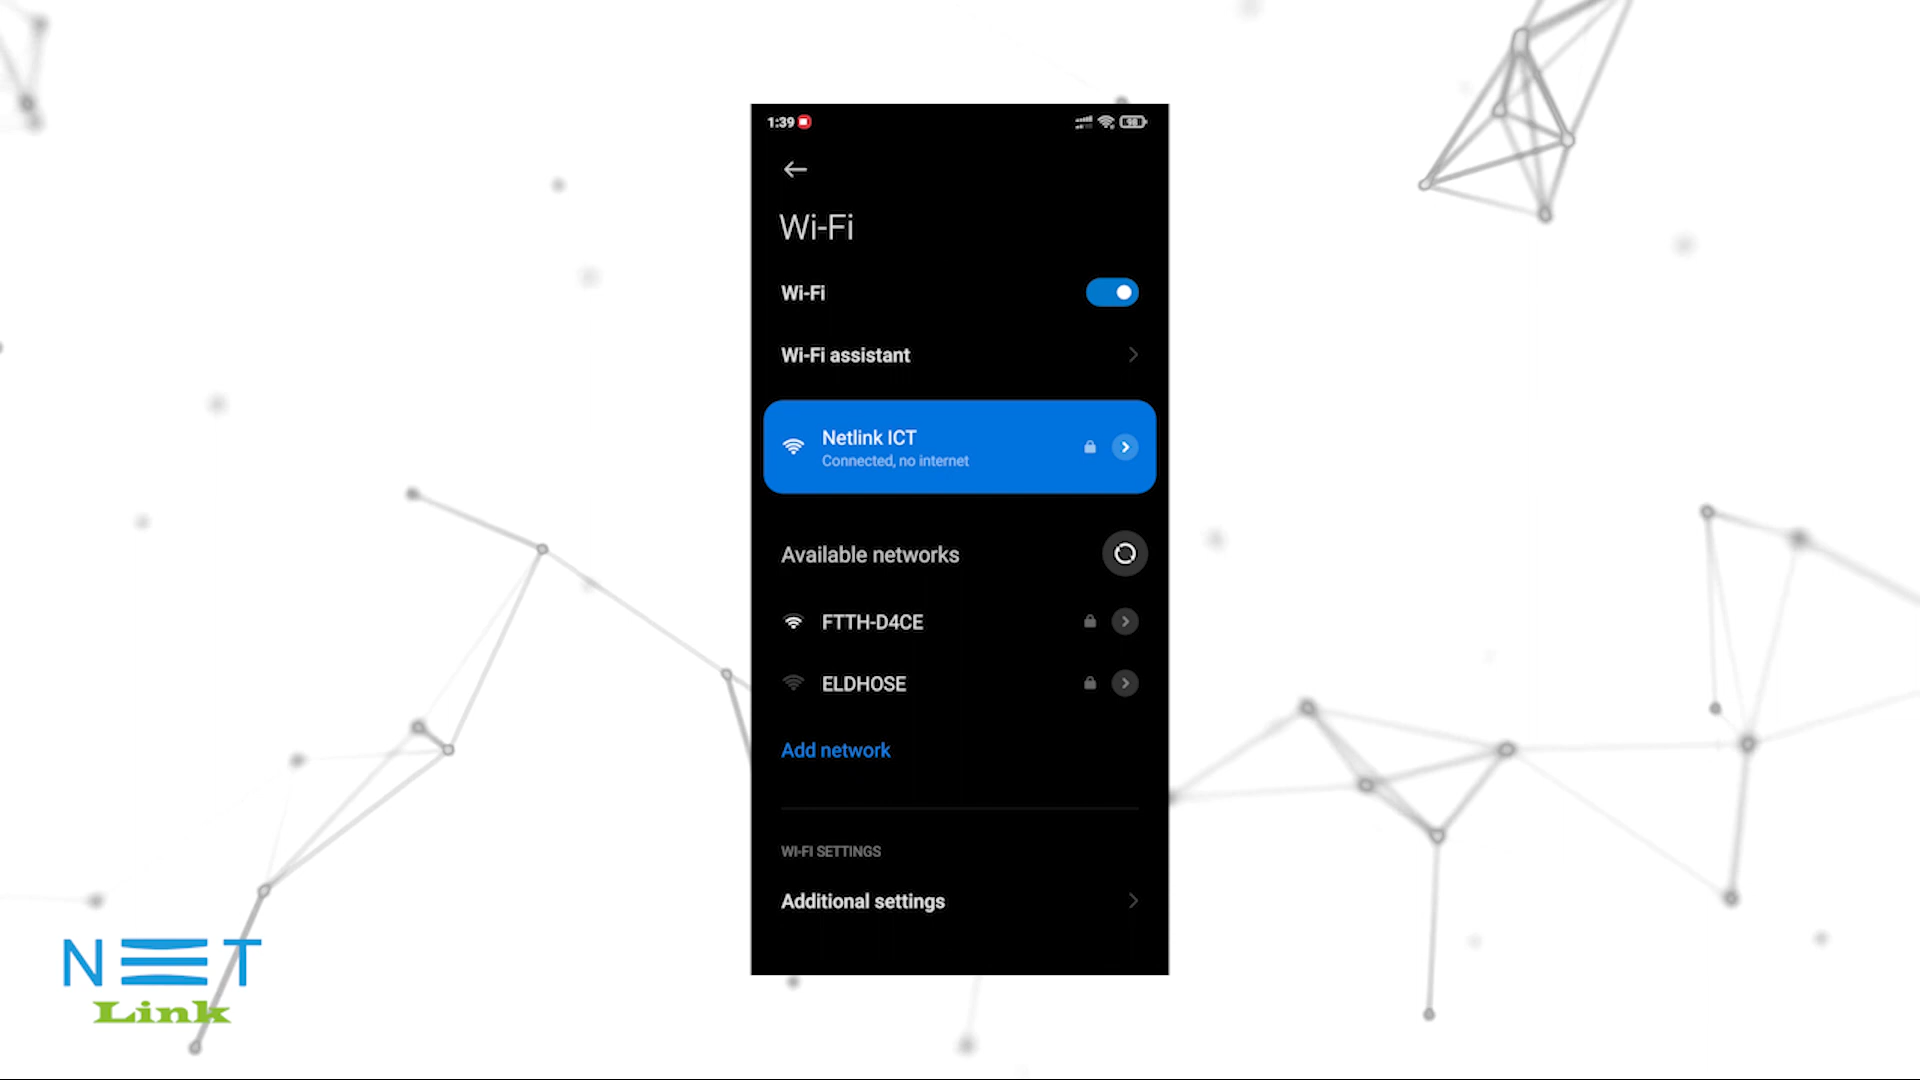 1:39
98
Wi-Fi
Wi-Fi
Wi-Fi assistant
Netlink ICT
Connected, no internet
Available networks
FTTH-D4CE
ELDHOSE
Add network
WI-FI SETTINGS
Additional settings
NET
Link